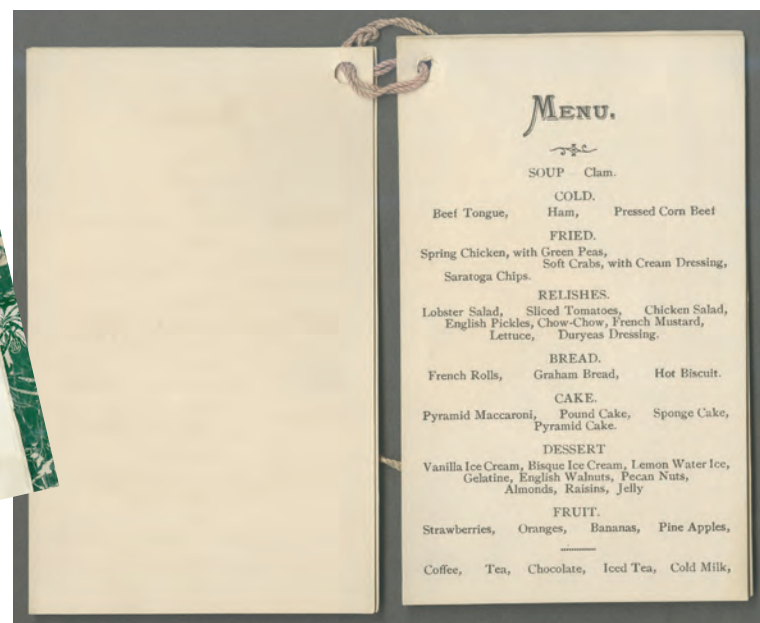 MENU.
SOUP Clam.
COLD.
Beef Tongue, Ham, Pressed Corn Beef
FRIED.
Spring Chicken, with Green Peas,
Soft Crabs, with Cream Dressing,
Saratoga Chips.
RELISHES.
Lobster Salad, Sliced Tomatoes, Chicken Salad,
English Pickles, Chow-Chow, French Mustard,
Lettuce, Duryeas Dressing.
BREAD.
French Rolls, Graham Bread, Hot Biscuit.
CAKE.
Pyramid Maccaroni, Pound Cake, Sponge Cake,
Pyramid Cake.
DESSERT
Vanilla Ice Cream, Bisque Ice Cream, Lemon Water Ice,
Gelatine, English Walnuts, Pecan Nuts,
Almonds, Raisins, Jelly
FRUIT.
Strawberries, Oranges, Bananas, Pine Apples,
Coffee, Tea, Chocolate, Iced Tea, Cold Milk,